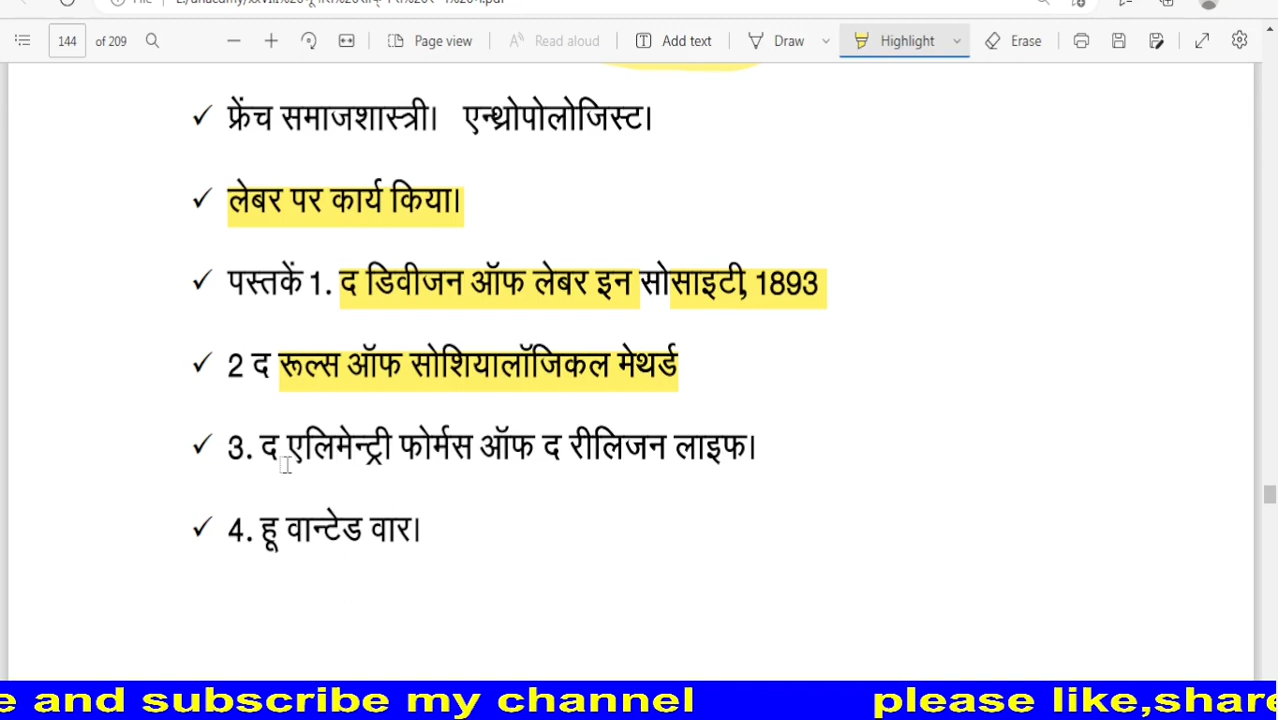 144 of 209 Page view Read aloud Add text Draw Highlight Erase
✓ फ्रेंच समाजशास्त्री। एन्थ्रोपोलोजिस्ट।
✓ लेबर पर कार्य किया।
✓ पस्तकें 1. द डिवीजन ऑफ लेबर इन सोसाइटी, 1893
✓ 2 द रूल्स ऑफ सोशियालॉजिकल मेथर्ड
✓ 3. द एलिमेन्ट्री फोर्मस ऑफ द रीलिजन लाइफ।
✓ 4. हू वान्टेड वार।
e and subscribe my channel please like,share